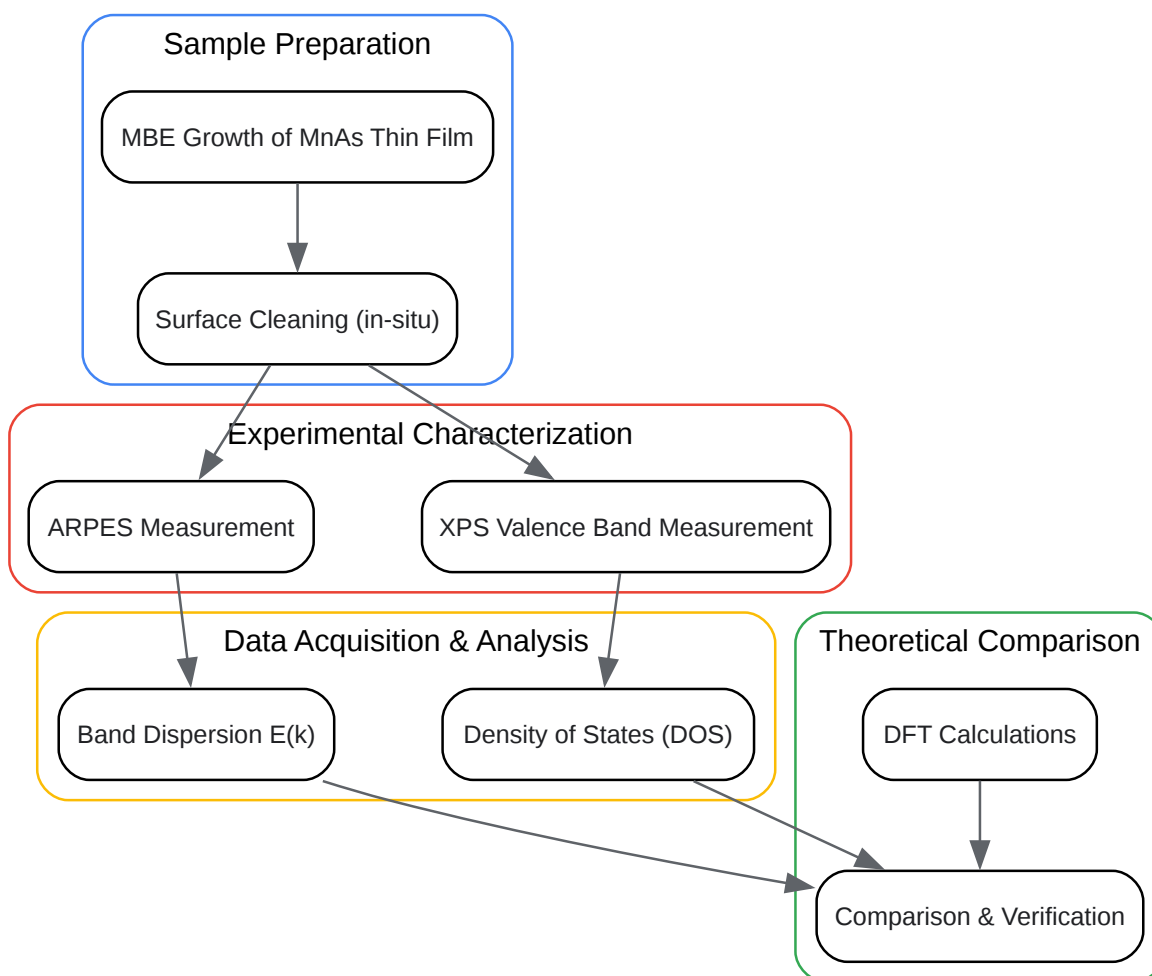 Sample Preparation
MBE Growth of MnAs Thin Film
Surface Cleaning (in-situ)
Experimental Characterization
ARPES Measurement
XPS Valence Band Measurement
Data Acquisition & Analysis
Theoretical Comparison
Band Dispersion E(k)
Density of States (DOS)
DFT Calculations
Comparison & Verification